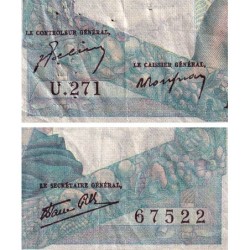 LE CONTROLEUR GÉNÉRAL,
LE CAISSIER GÉNÉRAL,
U.271
LE SECRÉTAIRE GÉNÉRAL,
67522